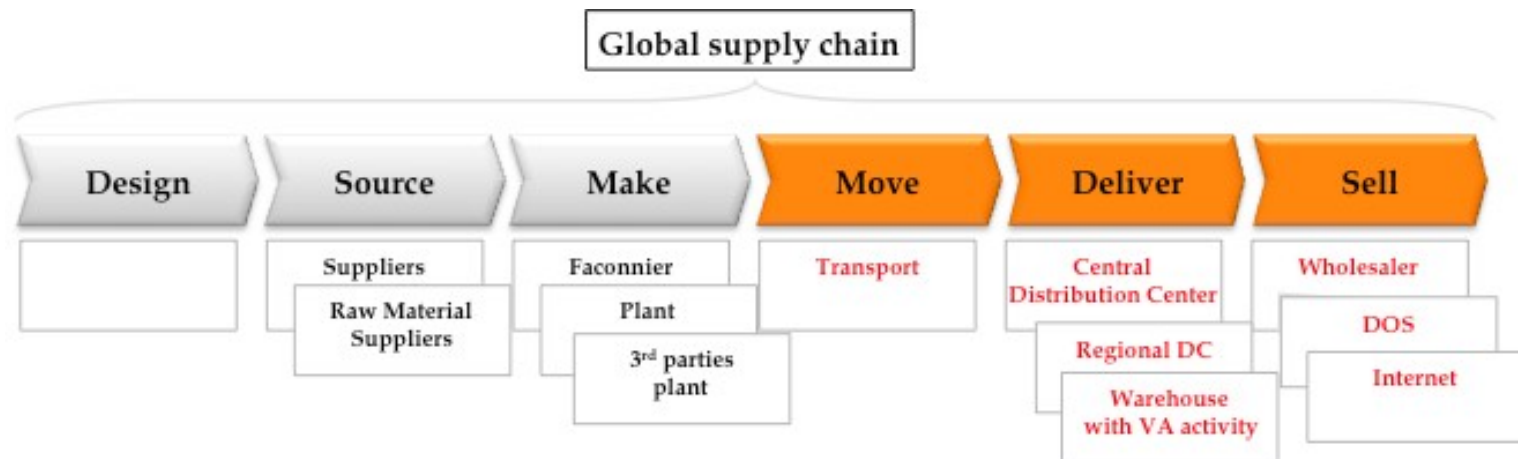 Global supply chain
Design
Source
Make
Move
Deliver
Sell
Suppliers
Raw Material
Suppliers
Faconnier
Plant
3rd parties
plant
Transport
Central
Distribution Center
Regional DC
Warehouse
with VA activity
Wholesaler
DOS
Internet